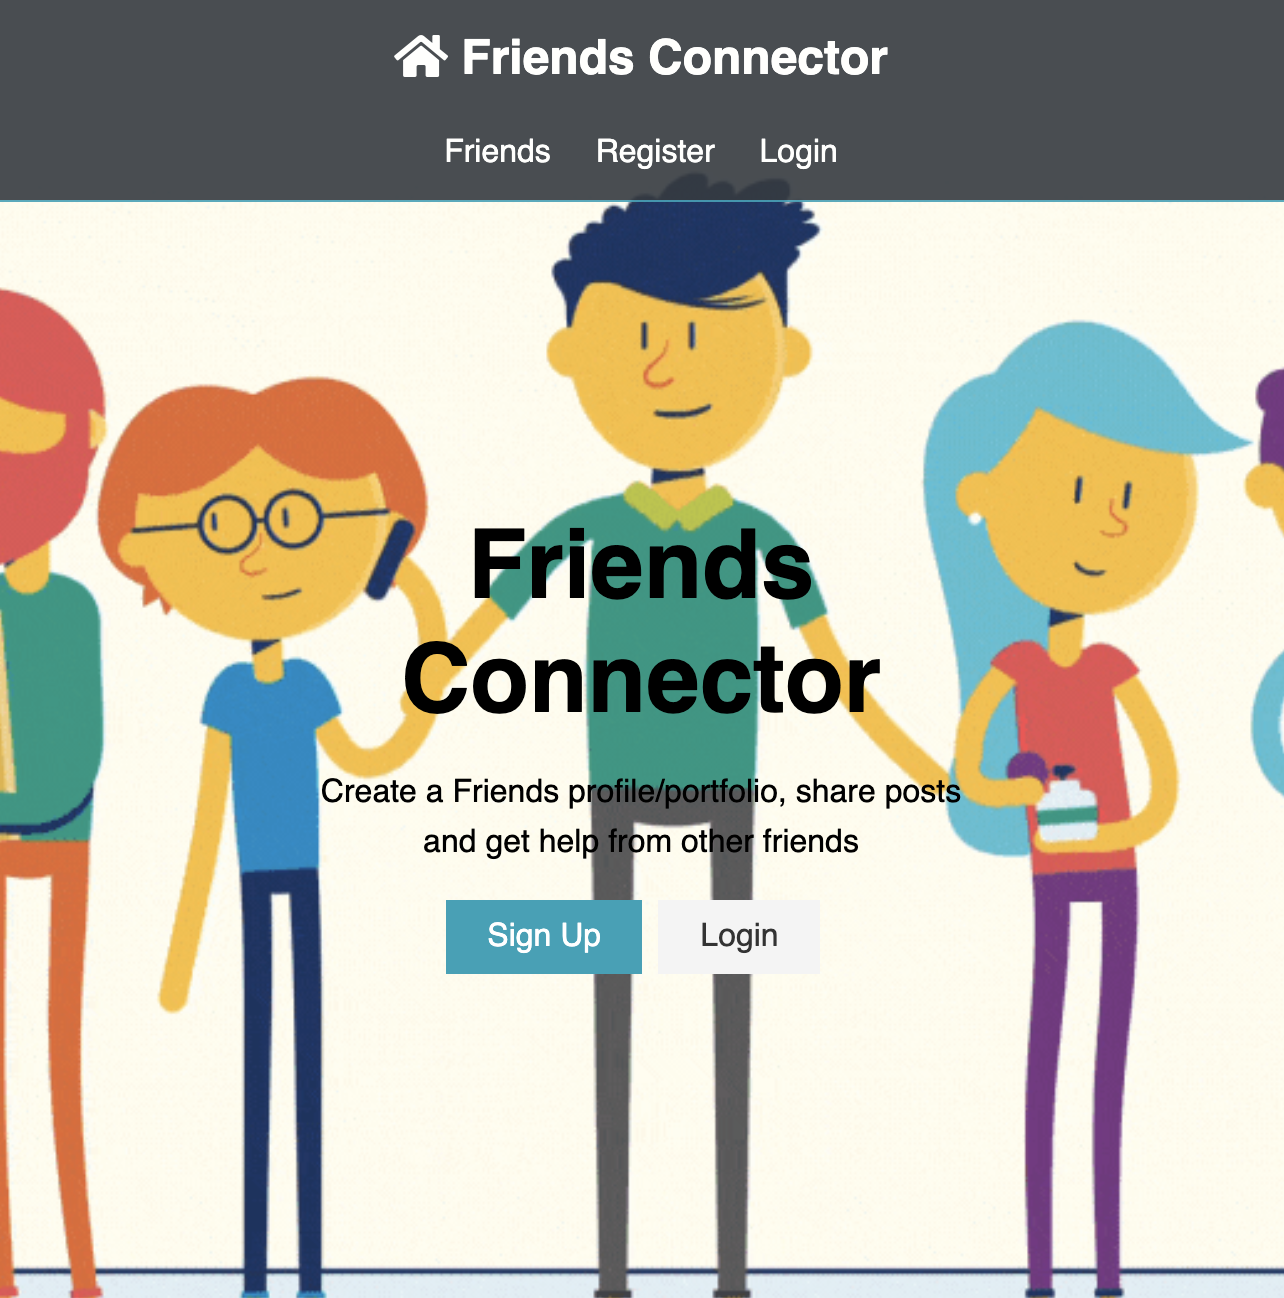 Friends Connector
Friends Register Login
Friends
Connector
Create a Friends profile/portfolio, share posts
and get help from other friends
Sign Up Login